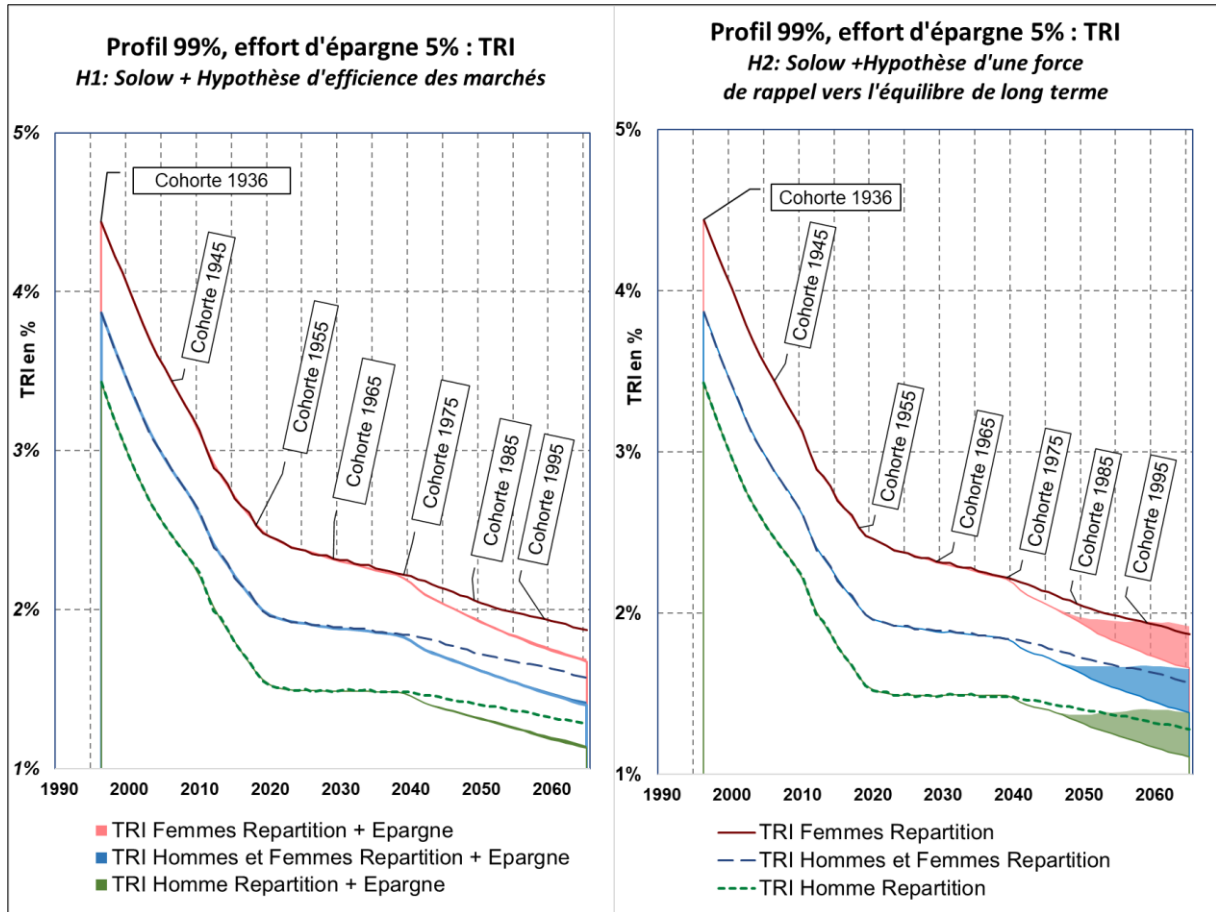 Profil 99%, effort d'épargne 5% : TRI
H1: Solow + Hypothèse d'efficience des marchés
5%
4%
3%
2%
1%
TRI en %
Cohorte 1936
Cohorte 1945
Cohorte 1955
Cohorte 1965
Cohorte 1975
Cohorte 1985
Cohorte 1995
1990 2000 2010 2020 2030 2040 2050 2060
TRI Femmes Repartition + Epargne
TRI Hommes et Femmes Repartition + Epargne
TRI Homme Repartition + Epargne
Profil 99%, effort d'épargne 5% : TRI
H2: Solow +Hypothèse d'une force
de rappel vers l'équilibre de long terme
5%
4%
3%
2%
1%
TRI en %
Cohorte 1936
Cohorte 1945
Cohorte 1955
Cohorte 1965
Cohorte 1975
Cohorte 1985
Cohorte 1995
1990 2000 2010 2020 2030 2040 2050 2060
TRI Femmes Repartition
TRI Hommes et Femmes Repartition
TRI Homme Repartition